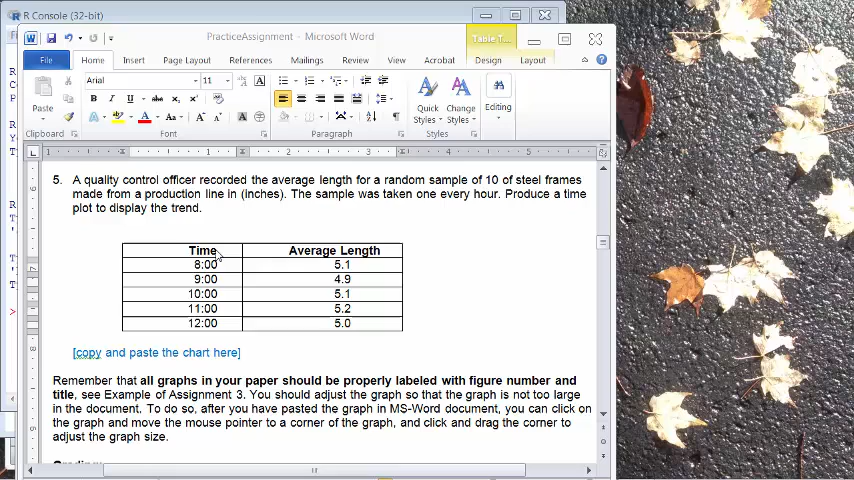 R Console (32-bit)
PracticeAssignment - Microsoft Word
Table T...
File Home Insert Page Layout References Mailings Review View Design Layout
Arial 11
Paste
Quick Styles
Change Styles
Editing
Clipboard Font Paragraph Styles
5. A quality control officer recorded the average length for a random sample of 10 of steel frames
made from a production line in (inches). The sample was taken one every hour. Produce a time
plot to display the trend.
Time Average Length
8:00 5.1
9:00 4.9
10:00 5.1
11:00 5.2
12:00 5.0
[copy and paste the chart here]
Remember that all graphs in your paper should be properly labeled with figure number and
title, see Example of Assignment 3. You should adjust the graph so that the graph is not too large
in the document. To do so, after you have pasted the graph in MS-Word document, you can click on
the graph and move the mouse pointer to a corner of the graph, and click and drag the corner to
adjust the graph size.